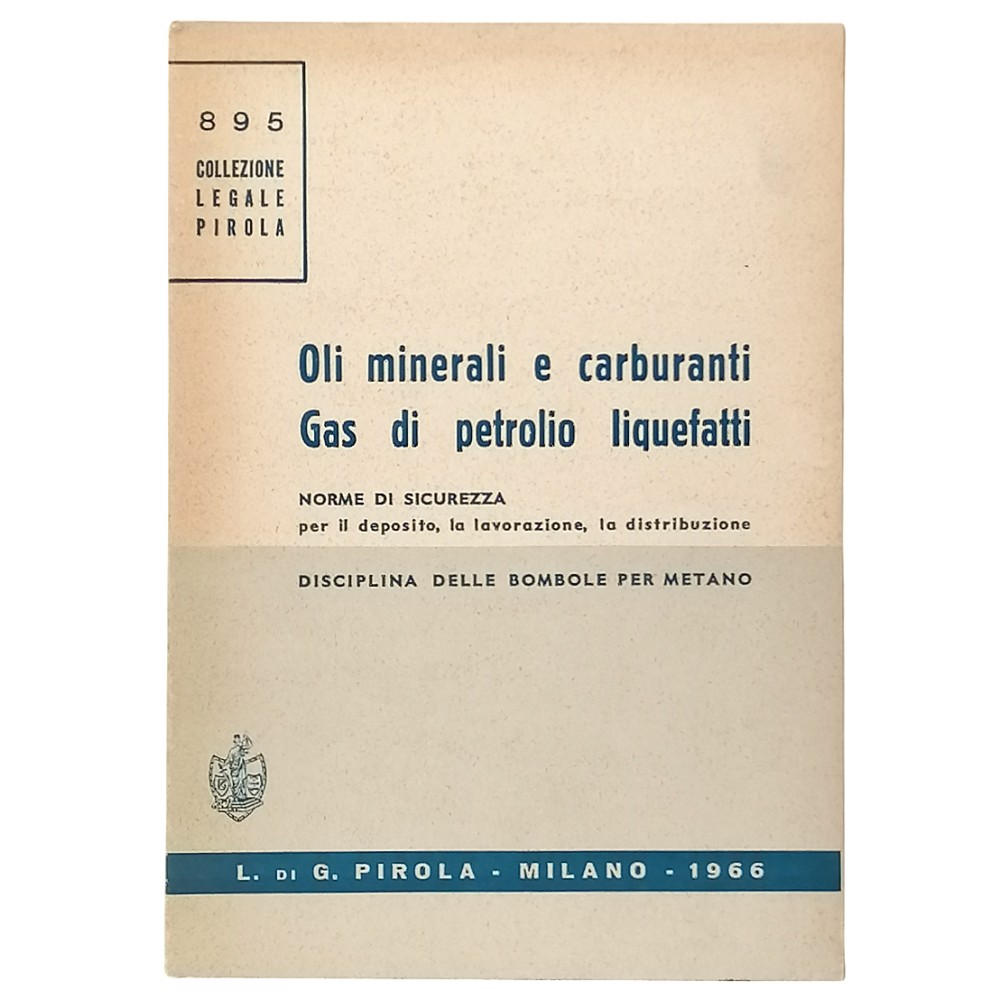 895
COLLEZIONE
LEGALE
PIROLA
Oli minerali e carburanti
Gas di petrolio liquefatti
NORME DI SICUREZZA
per il deposito, la lavorazione, la distribuzione
DISCIPLINA DELLE BOMBOLE PER METANO
L. DI G. PIROLA - MILANO - 1966